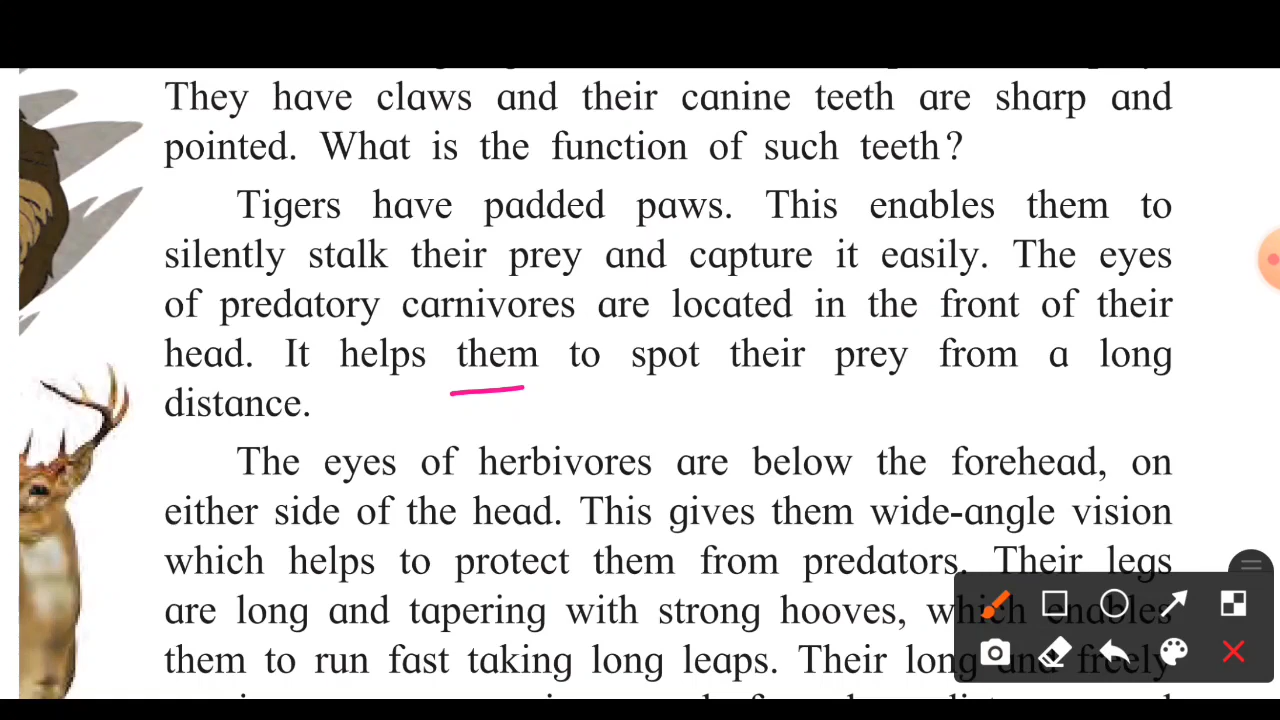 They have claws and their canine teeth are sharp and
pointed. What is the function of such teeth?
Tigers have padded paws. This enables them to
silently stalk their prey and capture it easily. The eyes
of predatory carnivores are located in the front of their
head. It helps them to spot their prey from a long
distance.
The eyes of herbivores are below the forehead, on
either side of the head. This gives them wide-angle vision
which helps to protect them from predators. Their legs
are long and tapering with strong hooves, which enables
them to run fast taking long leaps. Their long and freely